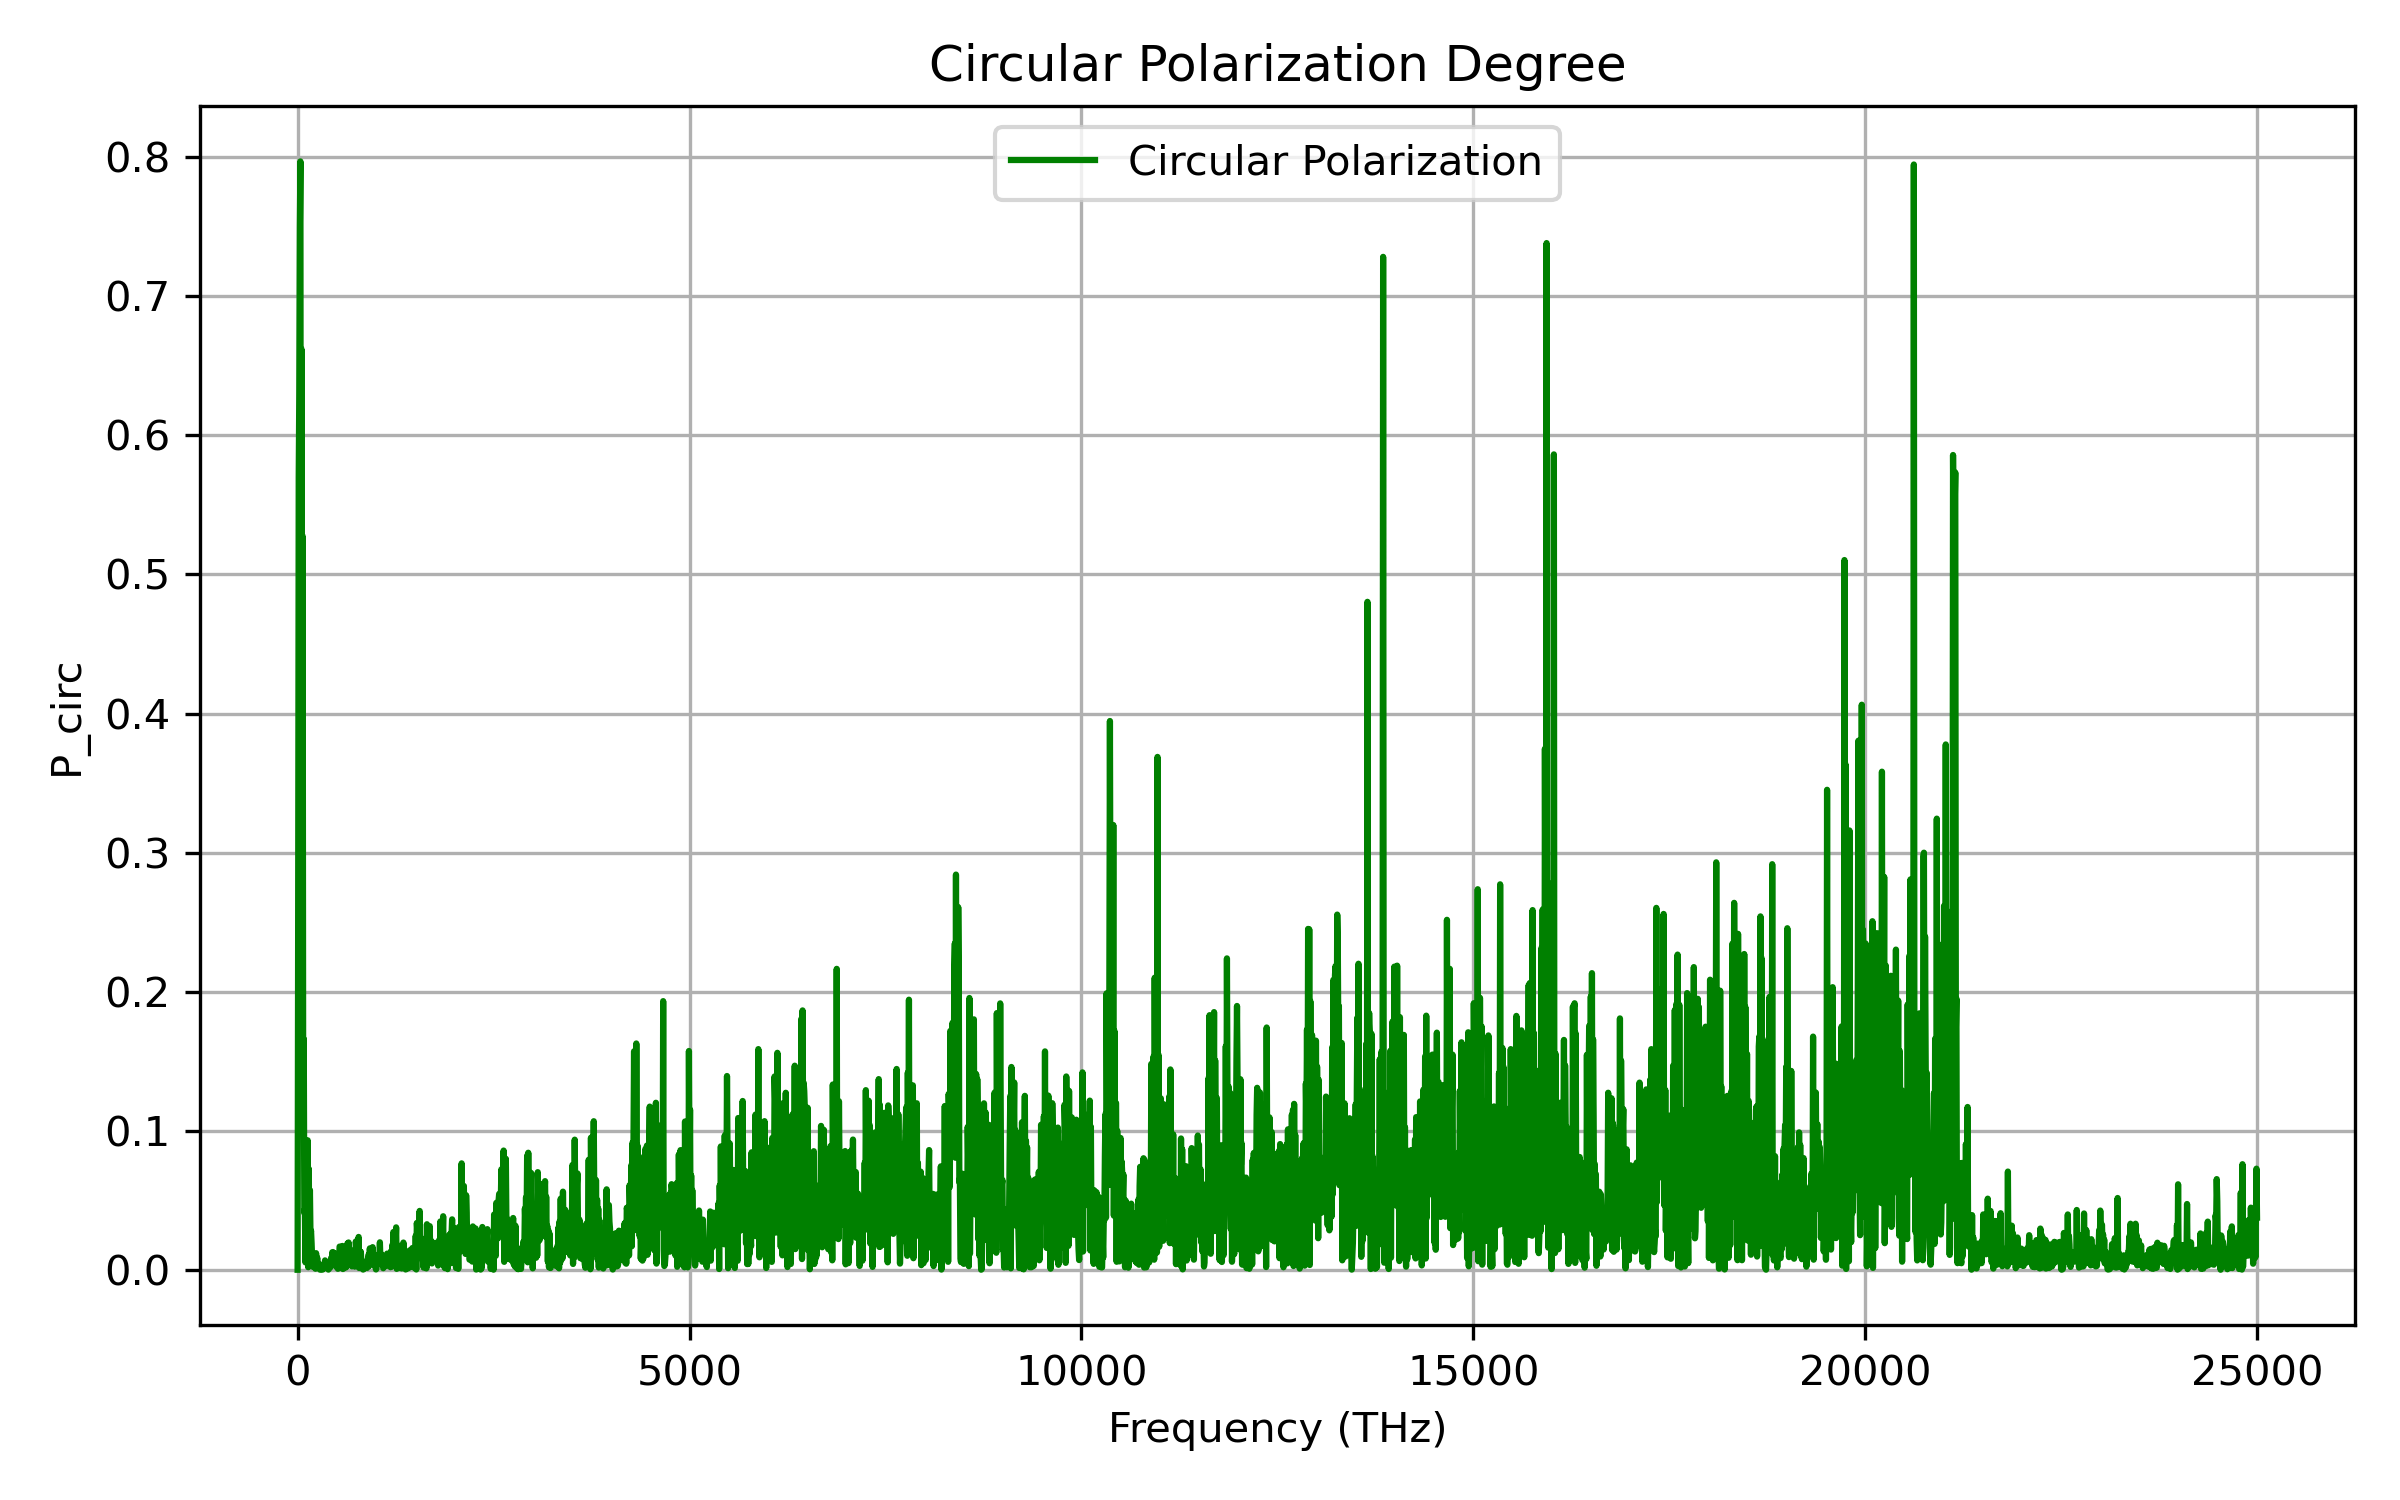 Circular Polarization Degree
Circular Polarization
0.8
0.7
0.6
0.5
0.4
0.3
0.2
0.1
0.0
P_circ
0 5000 10000 15000 20000 25000
Frequency (THz)